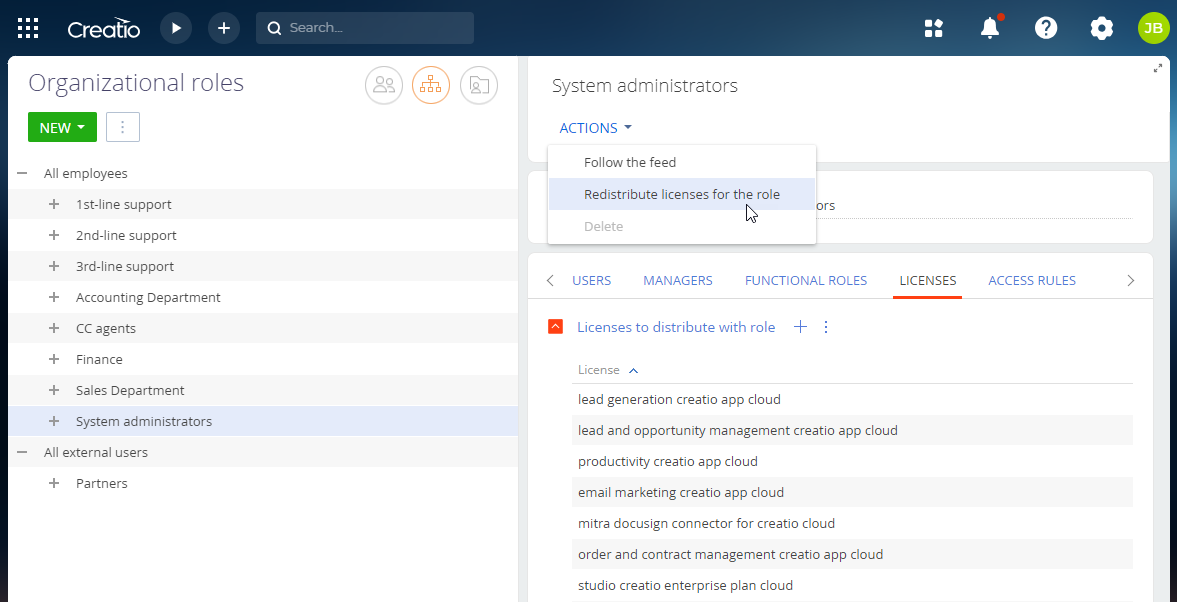 Creatio
Search...
JB
Organizational roles
NEW
All employees
1st-line support
2nd-line support
3rd-line support
Accounting Department
CC agents
Finance
Sales Department
System administrators
All external users
Partners
System administrators
ACTIONS
Follow the feed
Redistribute licenses for the role
ors
Delete
USERS MANAGERS FUNCTIONAL ROLES LICENSES ACCESS RULES
Licenses to distribute with role
License
lead generation creatio app cloud
lead and opportunity management creatio app cloud
productivity creatio app cloud
email marketing creatio app cloud
mitra docusign connector for creatio cloud
order and contract management creatio app cloud
studio creatio enterprise plan cloud